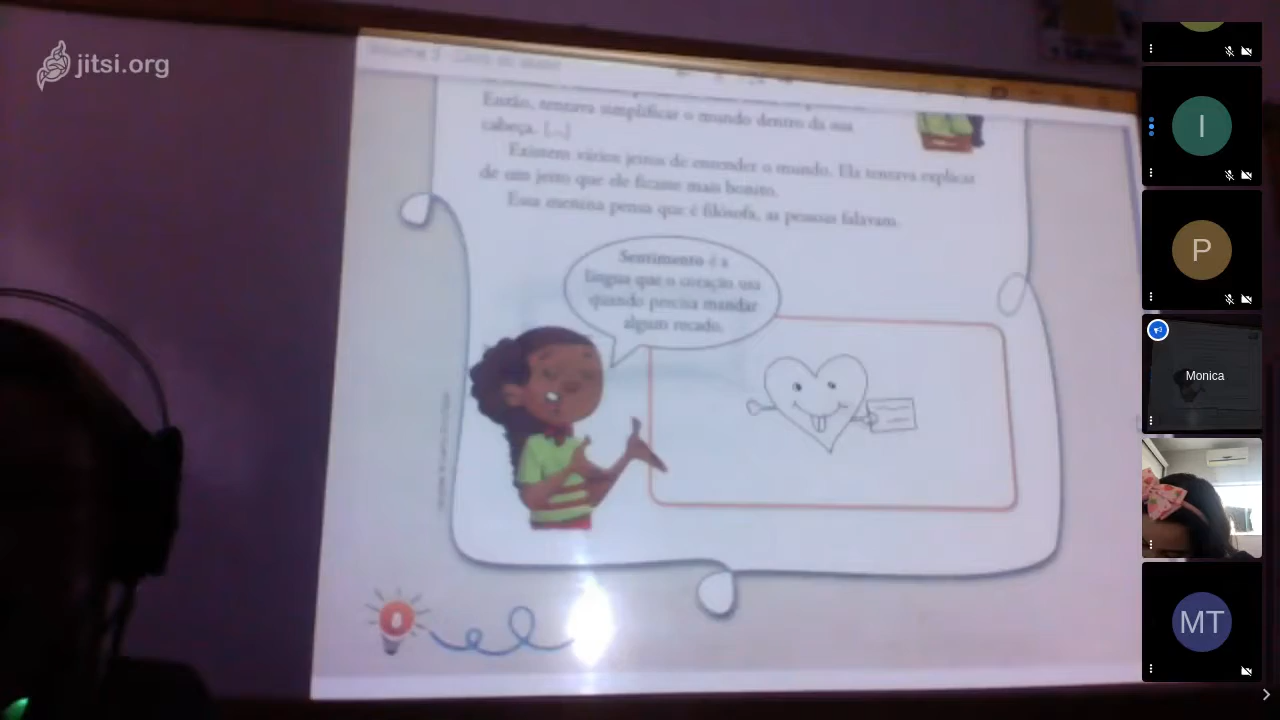 jitsi.org
Então, tentava simplificar o mundo dentro da sua
cabeça. [...]
Existem vários jeitos de entender o mundo. Ela tentava explicar
de um jeito que ele ficasse mais bonito.
Essa menina pensa que é filósofa, as pessoas falavam.
Sentimento é a
língua que o coração usa
quando precisa mandar
algum recado.
I
P
Monica
MT